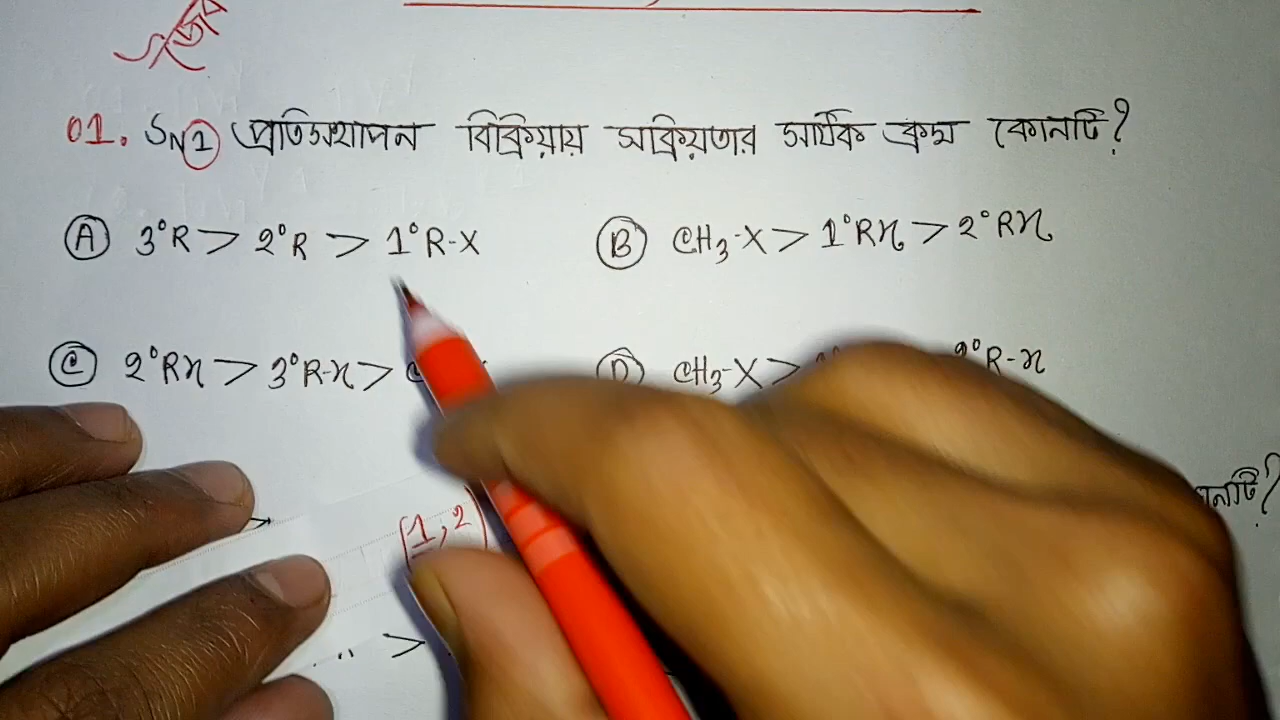 01. SN1 প্রতিস্থাপন বিক্রিয়ায় সক্রিয়তার সঠিক ক্রম কোনটি?
Ⓐ 3°R > 2°R > 1°R-X Ⓑ CH₃-X > 1°Rx > 2°Rx
Ⓒ 2°Rx > 3°R-x > Ⓓ CH₃-X > 2°R-x
(1, 2
>